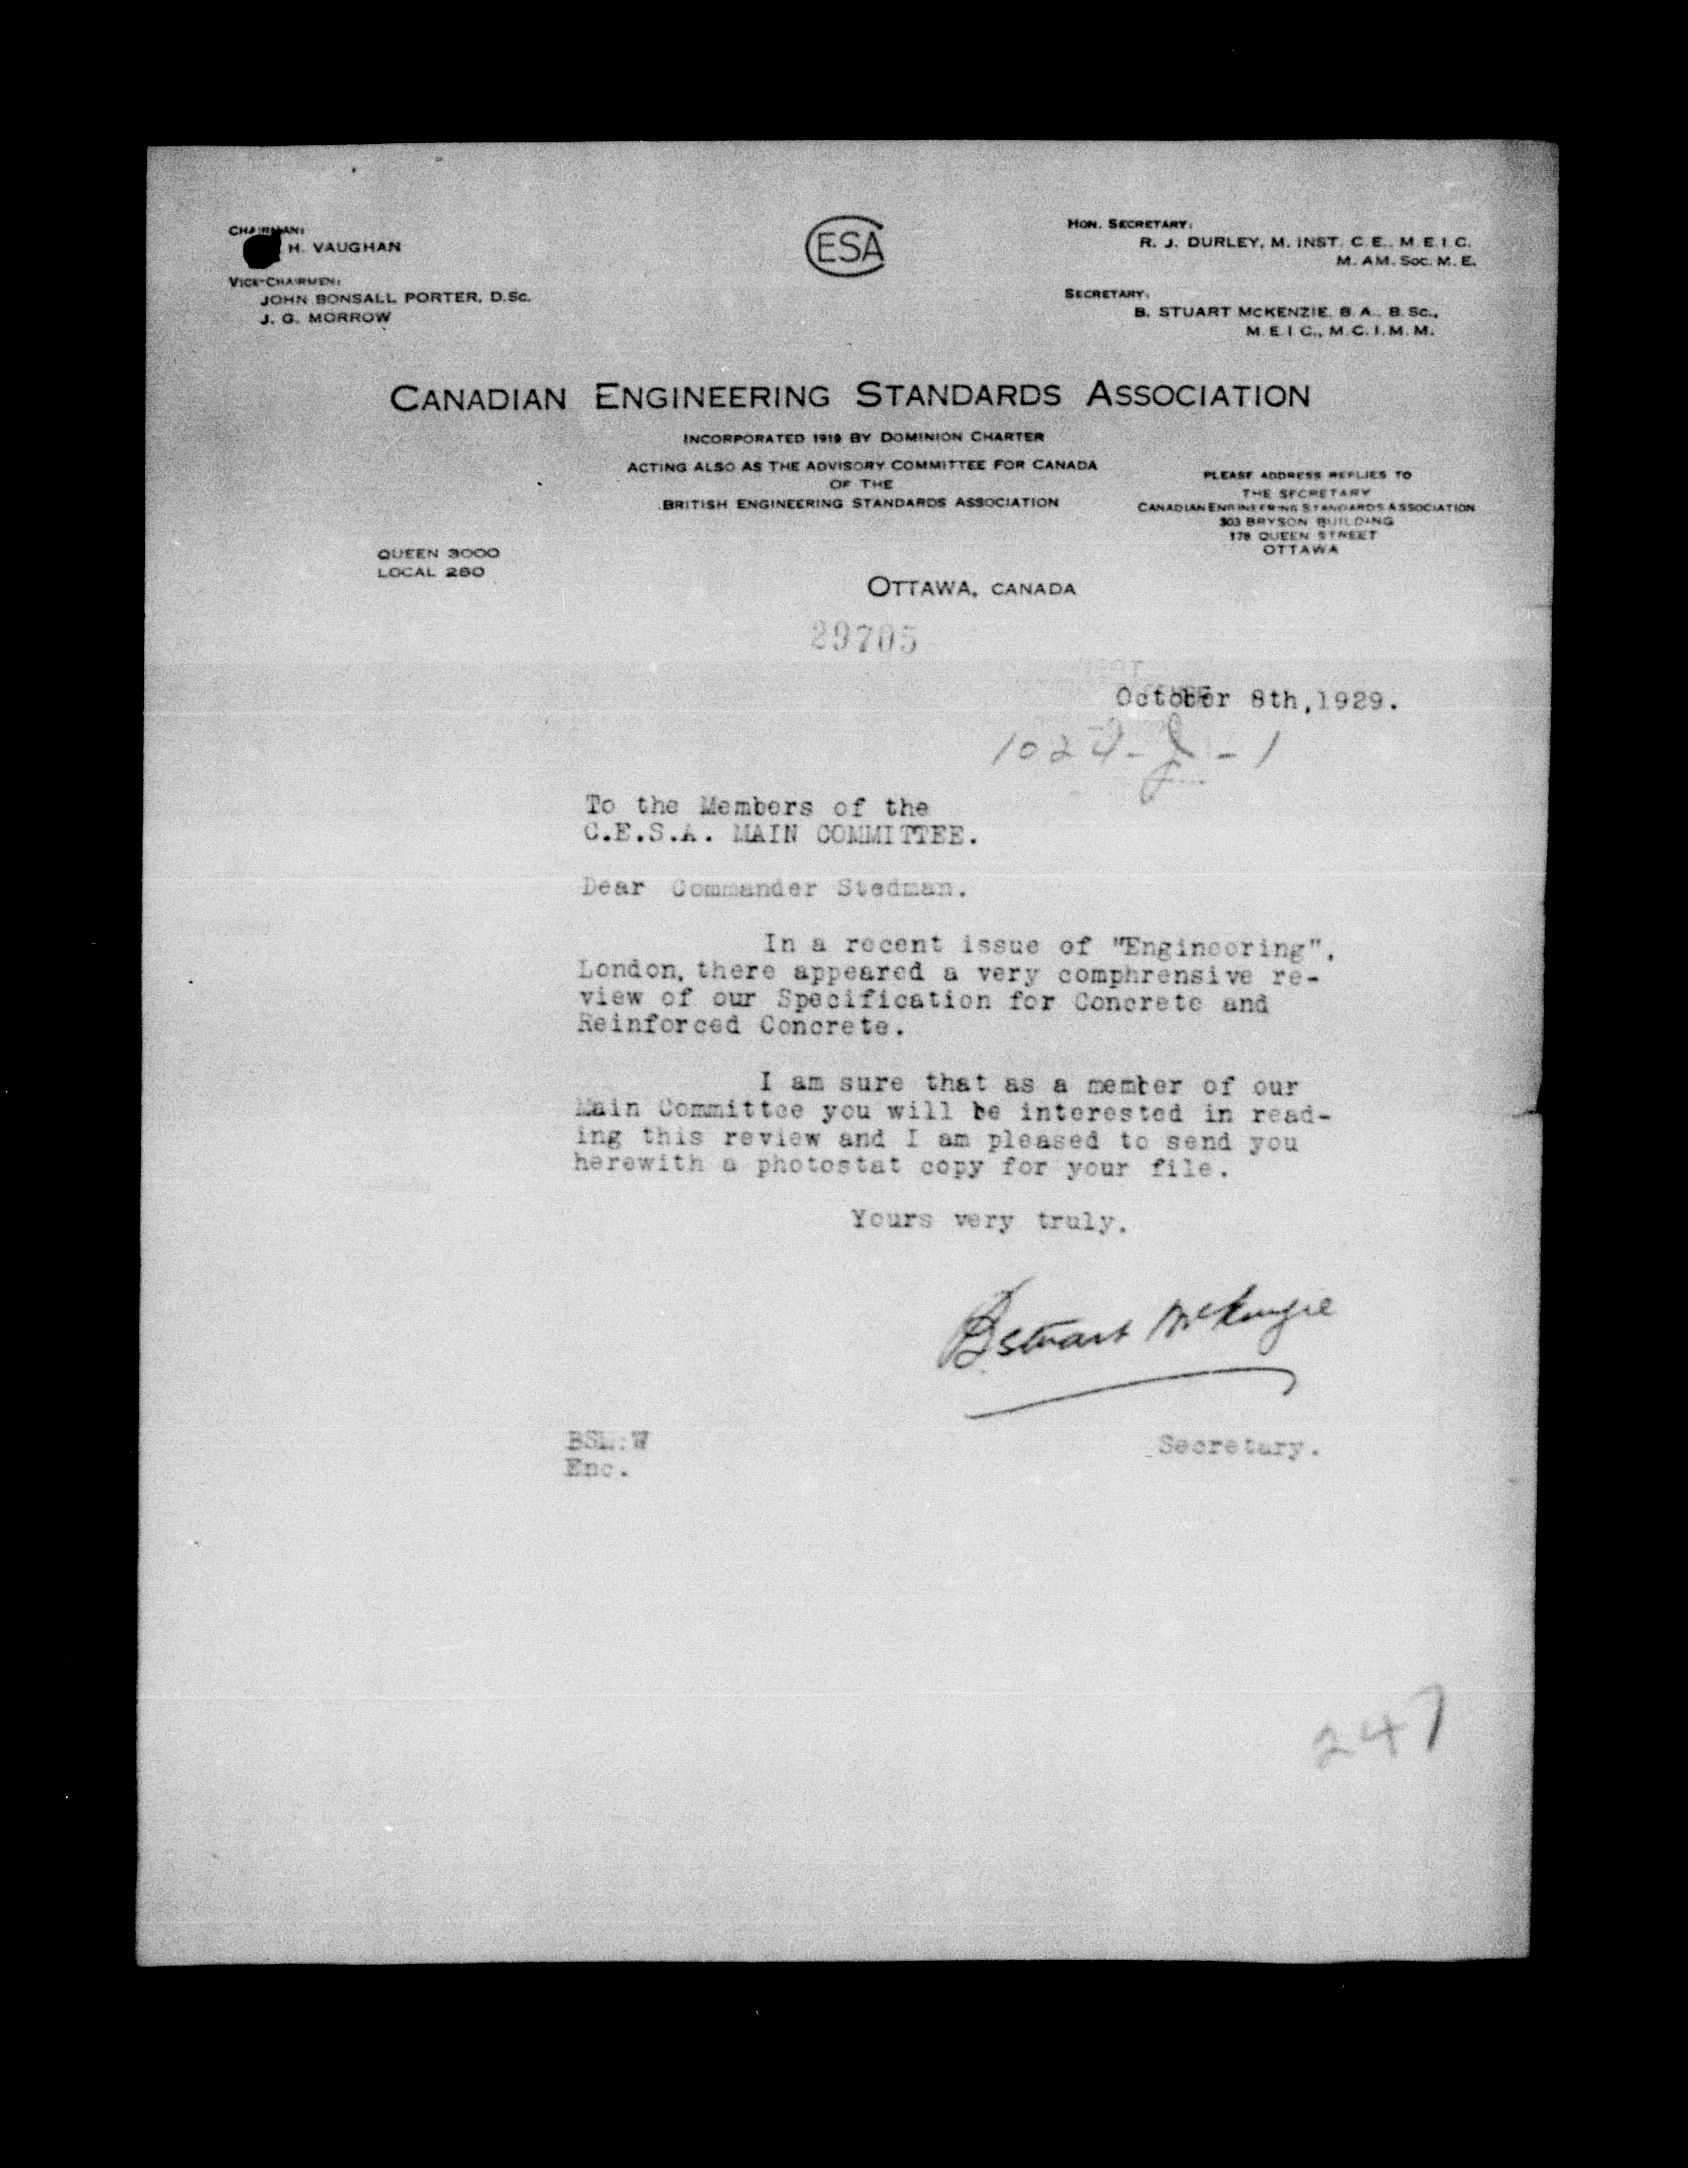 CHAIRMAN:
H. VAUGHAN
VICE-CHAIRMEN:
JOHN BONSALL PORTER, D.SC.
J. G. MORROW
CESA
HON. SECRETARY:
R. J. DURLEY, M. INST. C. E., M. E. I. C.
M. AM. SOC. M. E.
SECRETARY:
B. STUART MCKENZIE, B. A., B. SC.,
M. E. I. C., M. C. I. M. M.
CANADIAN ENGINEERING STANDARDS ASSOCIATION
INCORPORATED 1919 BY DOMINION CHARTER
ACTING ALSO AS THE ADVISORY COMMITTEE FOR CANADA
OF THE
BRITISH ENGINEERING STANDARDS ASSOCIATION
PLEASE ADDRESS REPLIES TO
THE SECRETARY
CANADIAN ENGINEERING STANDARDS ASSOCIATION
303 BRYSON BUILDING
178 QUEEN STREET
OTTAWA
QUEEN 3000
LOCAL 260
OTTAWA, CANADA
29705
October 8th, 1929.
1024- -1
To the Members of the
C.E.S.A. MAIN COMMITTEE.
Dear Commander Stedman.
In a recent issue of "Engineering",
London, there appeared a very comphrensive re-
view of our Specification for Concrete and
Reinforced Concrete.
I am sure that as a member of our
Main Committee you will be interested in read-
ing this review and I am pleased to send you
herewith a photostat copy for your file.
Yours very truly.
B Stuart McKenzie
BSM:W
Enc.
Secretary.
247